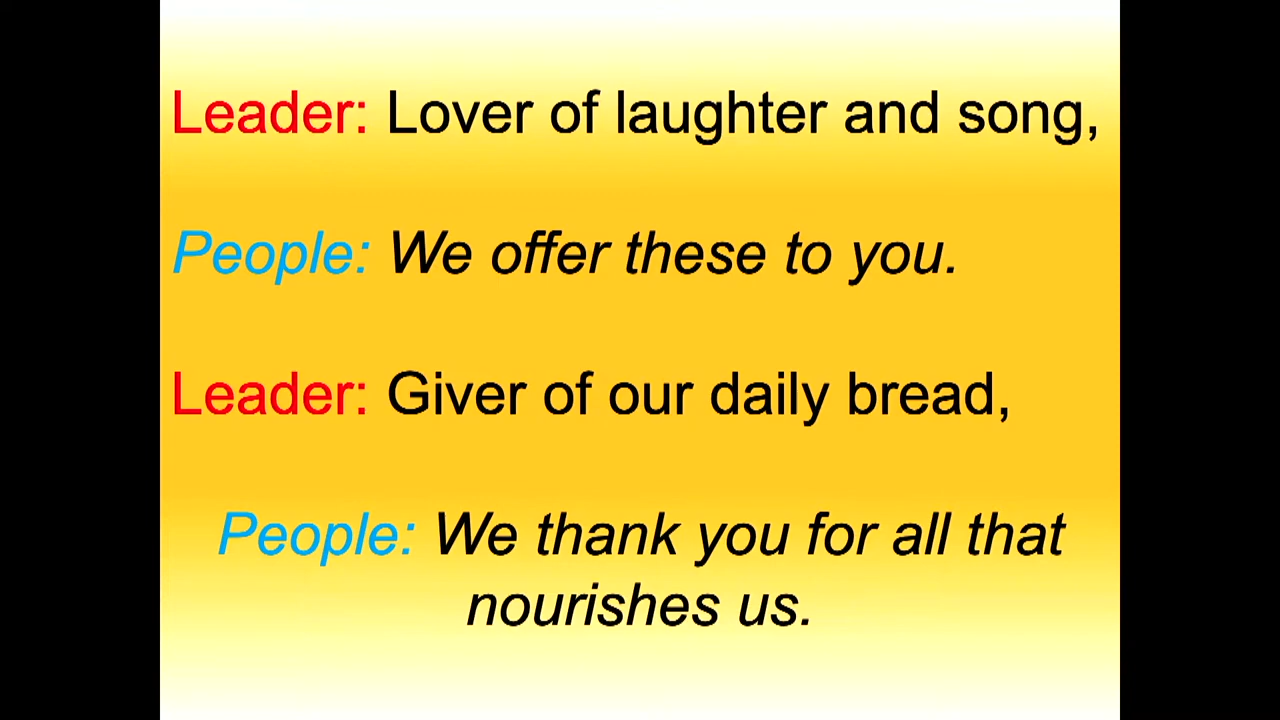 Leader: Lover of laughter and song,
People: We offer these to you.
Leader: Giver of our daily bread,
People: We thank you for all that
nourishes us.